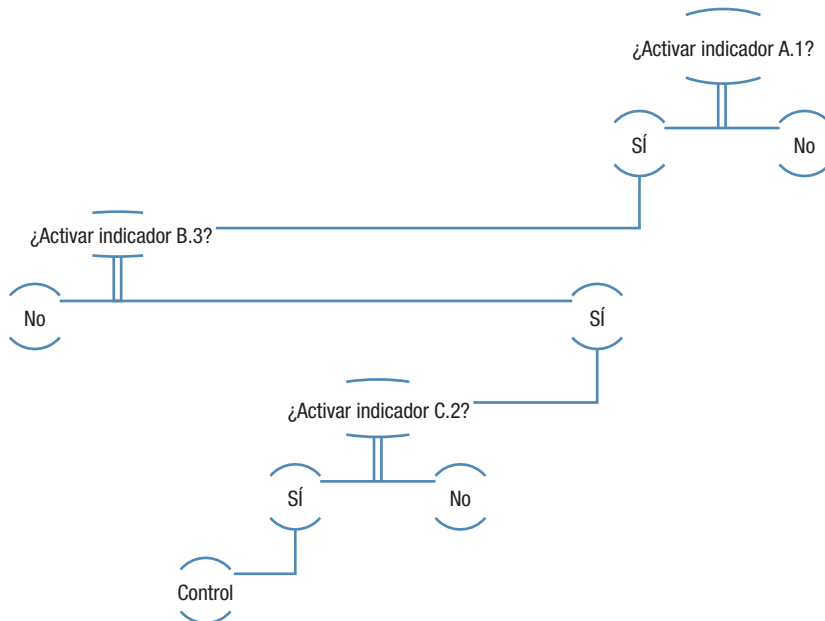 ¿Activar indicador A.1?
SÍ
No
¿Activar indicador B.3?
No
SÍ
¿Activar indicador C.2?
SÍ
No
Control